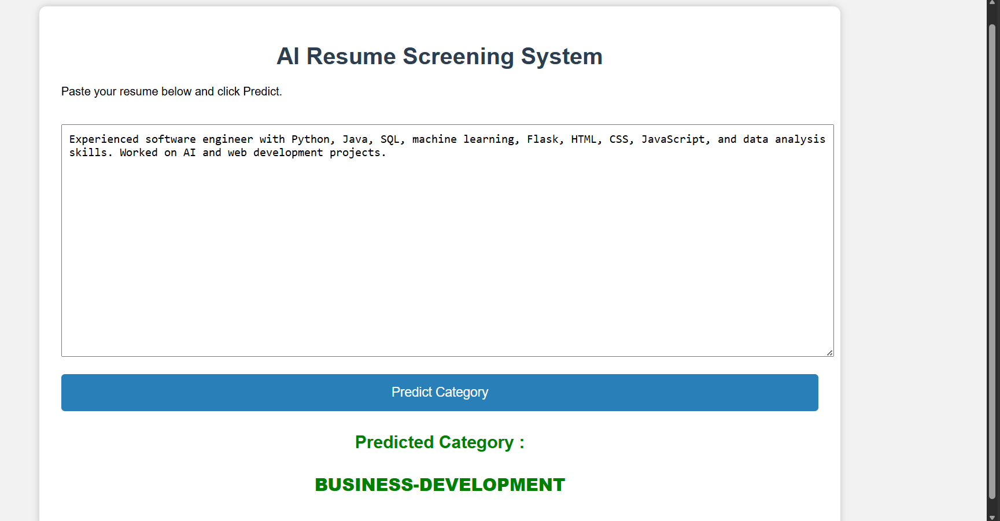 AI Resume Screening System
Paste your resume below and click Predict.
Experienced software engineer with Python, Java, SQL, machine learning, Flask, HTML, CSS, JavaScript, and data analysis
skills. Worked on AI and web development projects.
Predict Category
Predicted Category :
BUSINESS-DEVELOPMENT